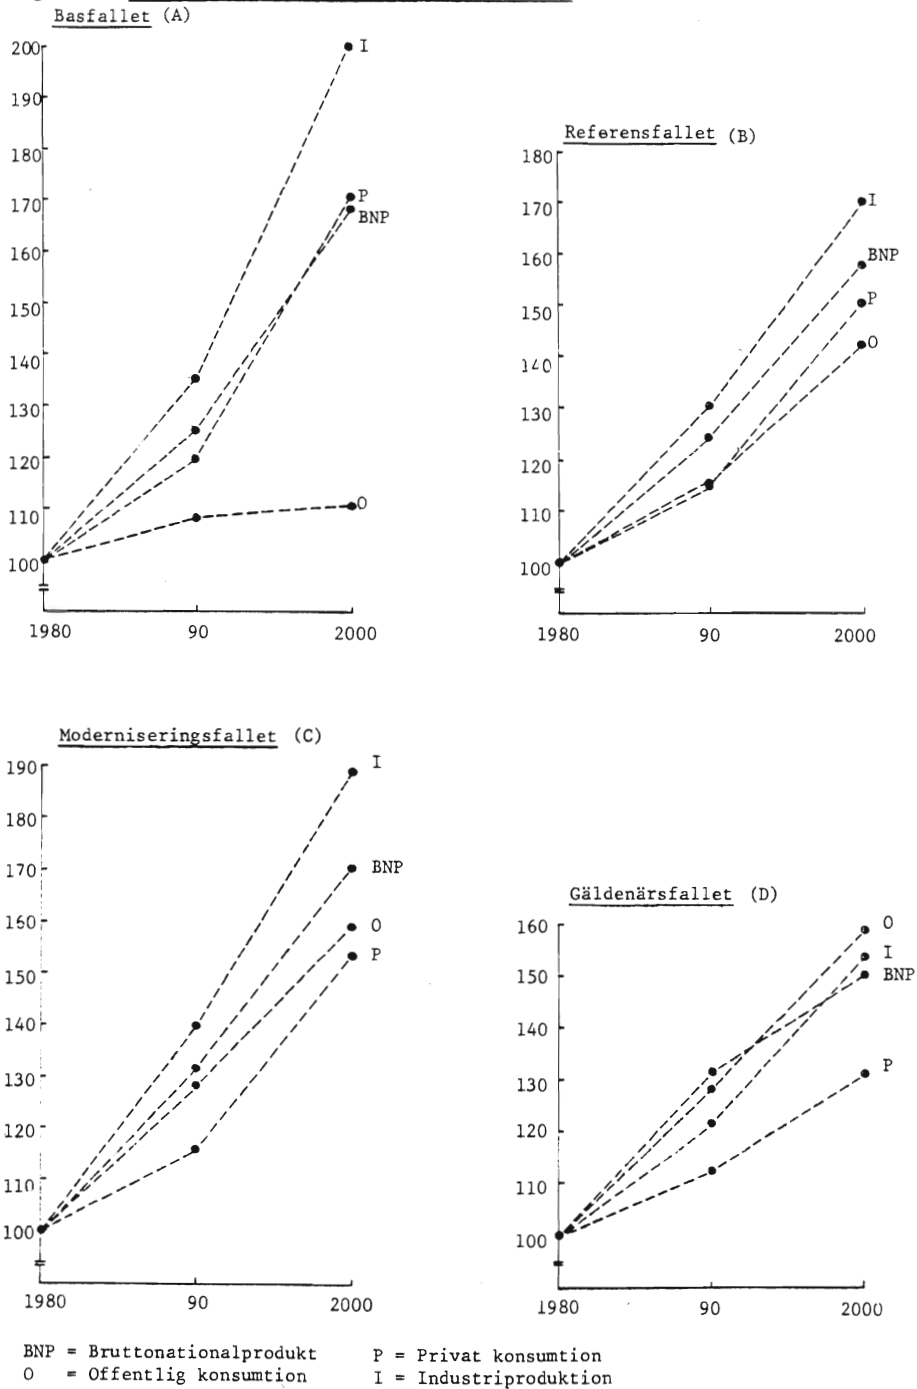 Basfallet (A)
200
190
180
170
160
150
140
130
120
110
100
I
P
BNP
O
1980 90 2000
Referensfallet (B)
180
170
160
150
140
130
120
110
100
I
BNP
P
O
1980 90 2000
Moderniseringsfallet (C)
190
180
170
160
150
140
130
120
110
100
I
BNP
O
P
1980 90 2000
Gäldenärsfallet (D)
160
150
140
130
120
110
100
O
I
BNP
P
1980 90 2000
BNP = Bruttonationalprodukt P = Privat konsumtion
O = Offentlig konsumtion I = Industriproduktion